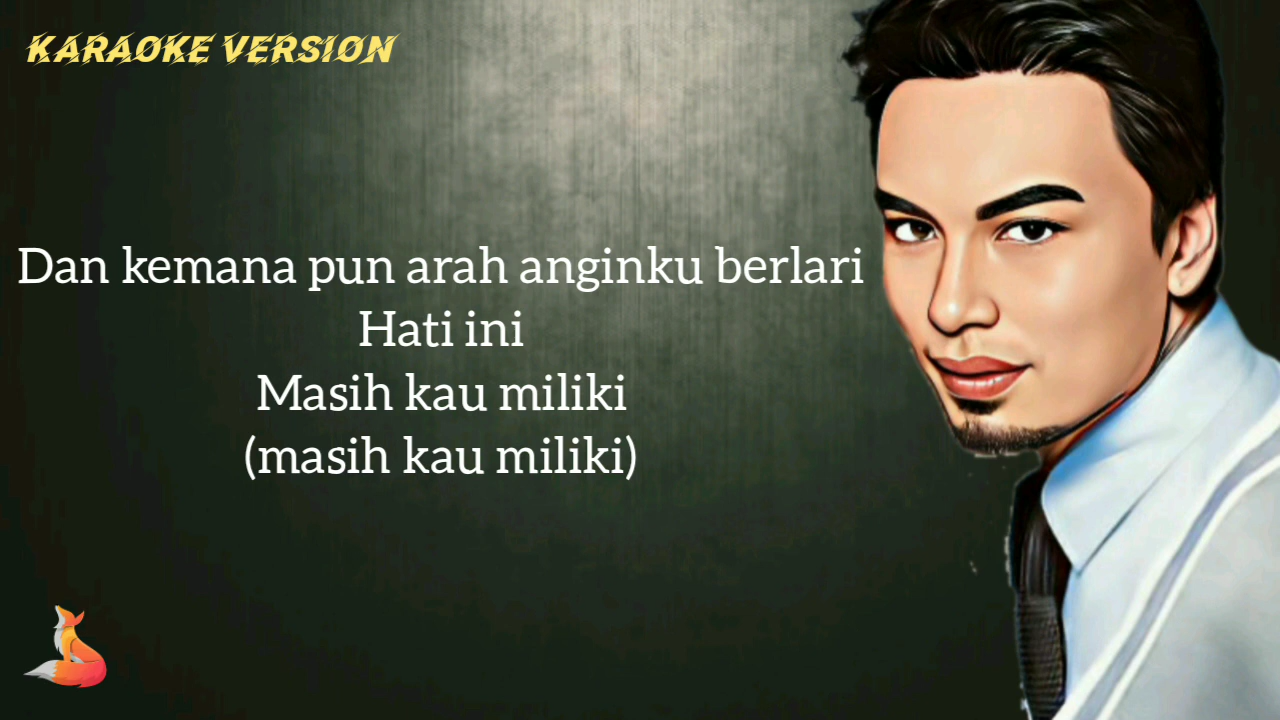 KARAOKE VERSION
Dan kemana pun arah anginku berlari
Hati ini
Masih kau miliki
(masih kau miliki)